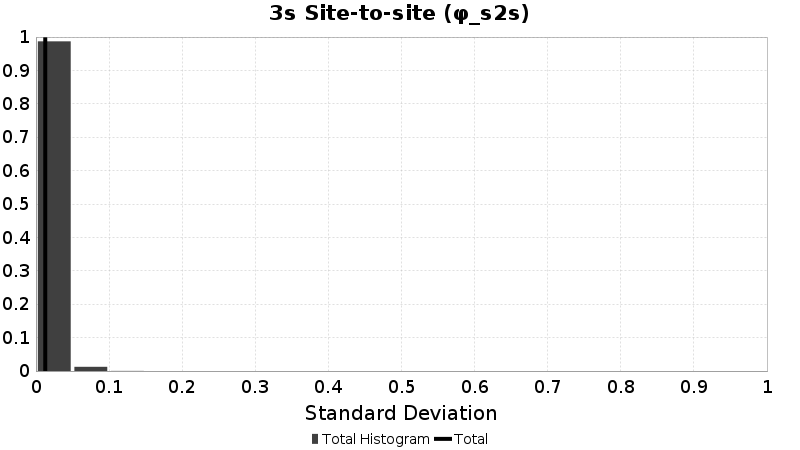 3s Site-to-site (φ_s2s)
1
0.9
0.8
0.7
0.6
0.5
0.4
0.3
0.2
0.1
0
0 0.1 0.2 0.3 0.4 0.5 0.6 0.7 0.8 0.9 1
Standard Deviation
Total Histogram Total